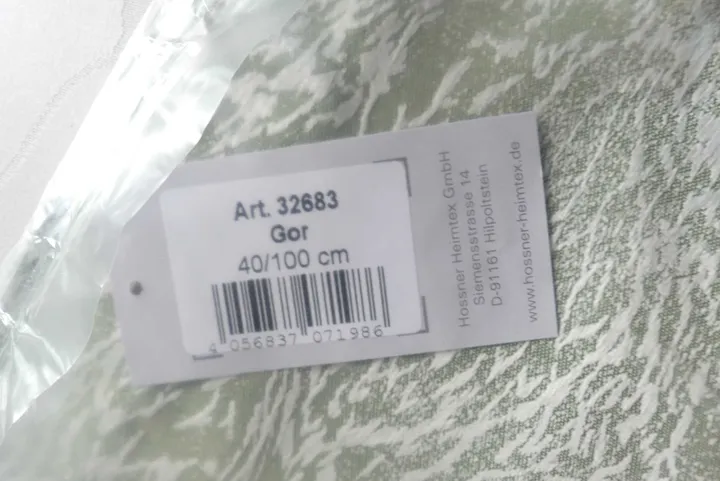 Art. 32683
Gor
40/100 cm
4 056837 071986
Hossner Heimtex GmbH
Siemensstrasse 14
D-91161 Hilpoltstein
www.hossner-heimtex.de